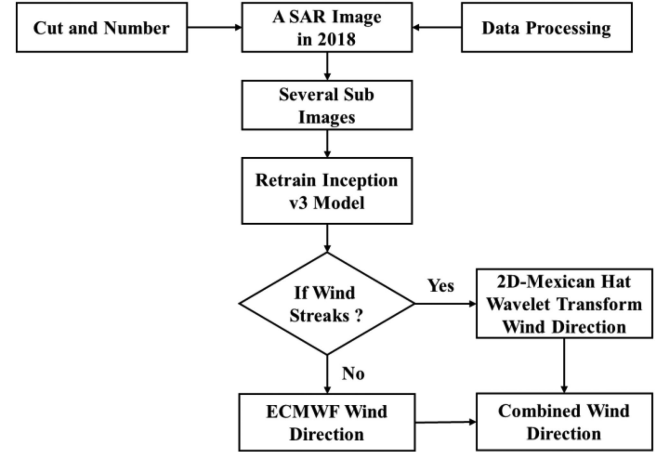 Cut and Number
A SAR Image
in 2018
Data Processing
Several Sub
Images
Retrain Inception
v3 Model
If Wind
Streaks ?
Yes
2D-Mexican Hat
Wavelet Transform
Wind Direction
No
ECMWF Wind
Direction
Combined Wind
Direction